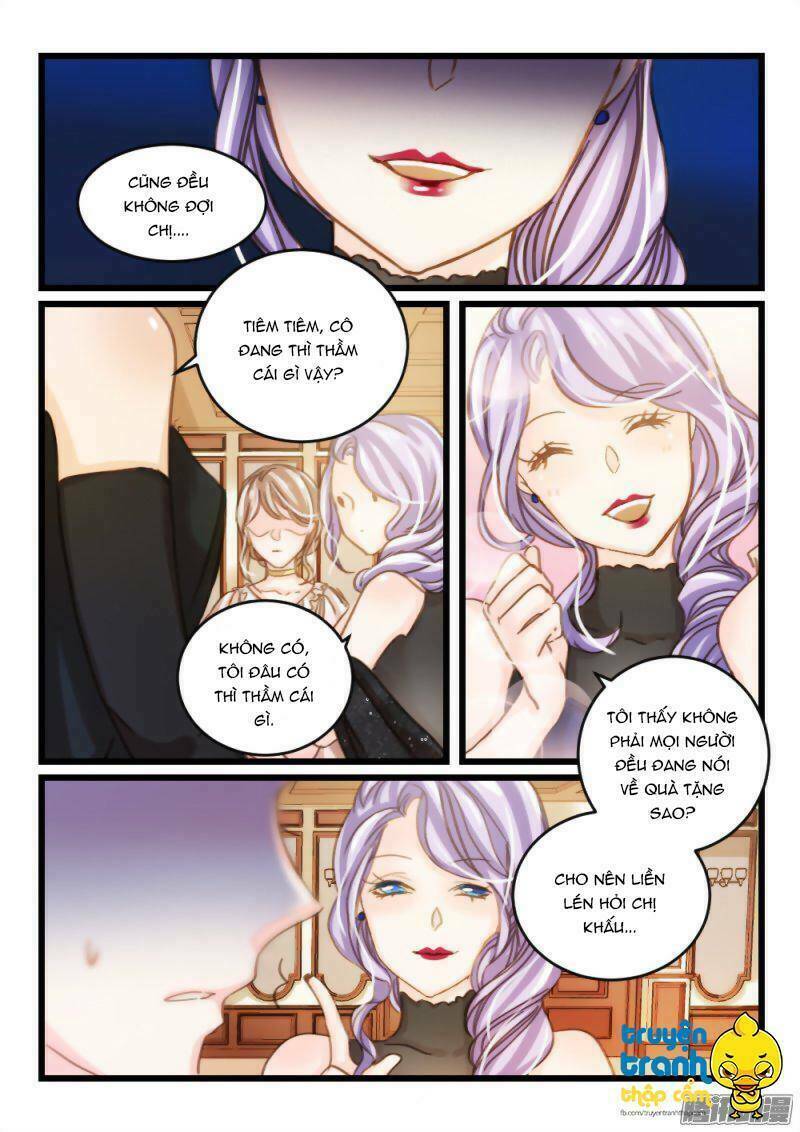 CŨNG ĐỀU
KHÔNG ĐỢI
CHỊ....
TIÊM TIÊM, CÔ
ĐANG THÌ THẦM
CÁI GÌ VẬY?
KHÔNG CÓ,
TÔI ĐÂU CÓ
THÌ THẦM CÁI
GÌ.
TÔI THẤY KHÔNG
PHẢI MỌI NGƯỜI
ĐỀU ĐANG NÓI
VỀ QUÀ TẶNG
SAO?
CHO NÊN LIỀN
LÉN HỎI CHỊ
KHẤU...
truyện
tranh
thập cẩm